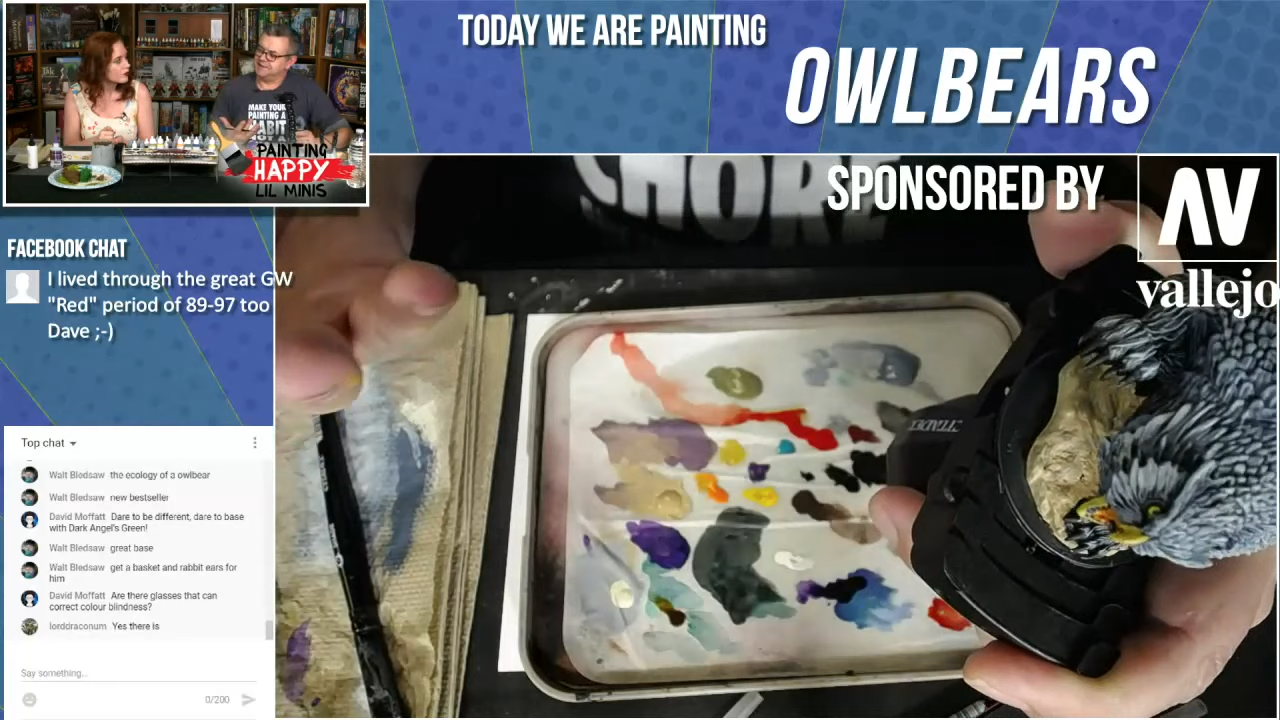 TODAY WE ARE PAINTING
OWLBEARS
MAKE YOUR
PAINTING A
HABIT
PAINTING
HAPPY
LIL MINIS
SPONSORED BY
AV
vallejo
CHORE
CITADEL
FACEBOOK CHAT
I lived through the great GW
"Red" period of 89-97 too
Dave ;-)
Top chat
Walt Bledsaw the ecology of a owlbear
Walt Bledsaw new bestseller
David Moffatt Dare to be different, dare to base
with Dark Angel's Green!
Walt Bledsaw great base
Walt Bledsaw get a basket and rabbit ears for
him
David Moffatt Are there glasses that can
correct colour blindness?
lorddraconum Yes there is
Say something...
0/200